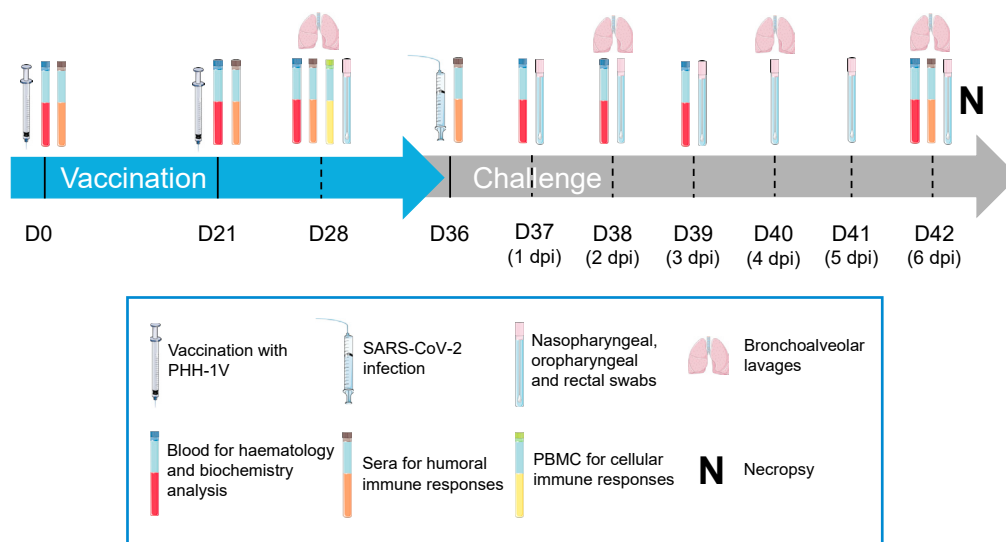 N
Vaccination
Challenge
D0
D21
D28
D36
D37
(1 dpi)
D38
(2 dpi)
D39
(3 dpi)
D40
(4 dpi)
D41
(5 dpi)
D42
(6 dpi)
Vaccination with
PHH-1V
SARS-CoV-2
infection
Nasopharyngeal,
oropharyngeal
and rectal swabs
Bronchoalveolar
lavages
Blood for haematology
and biochemistry
analysis
Sera for humoral
immune responses
PBMC for cellular
immune responses
N
Necropsy